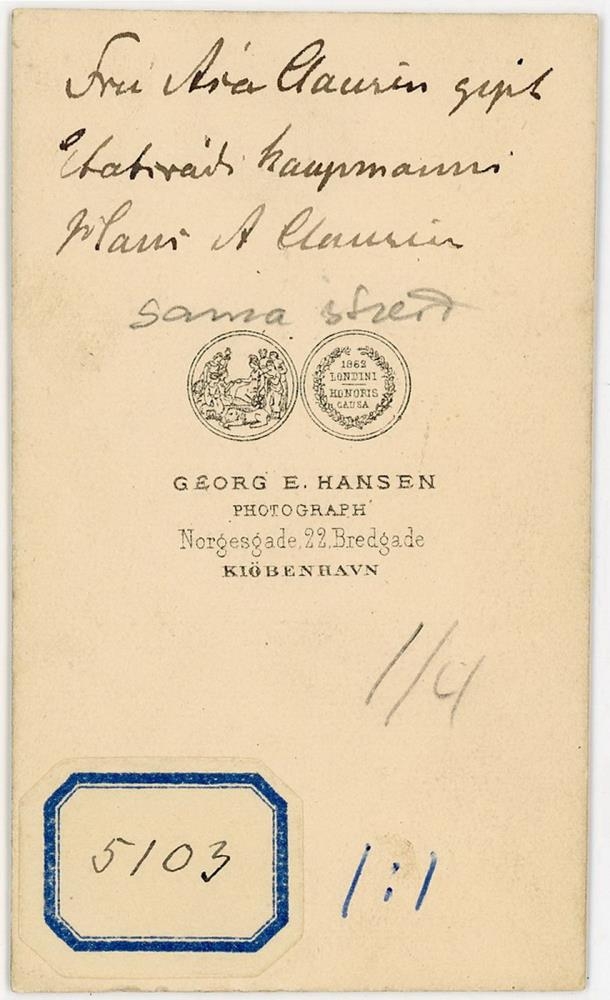 Frú Ása Clausen gipt
Etatsráði kaupmanni
Hans A Clausen
sama stærð
1862
LONDINI
HONORIS
CAUSA
GEORG E. HANSEN
PHOTOGRAPH
Norgesgade, 22, Bredgade
KIÖBENHAVN
1/4
5103
1:1